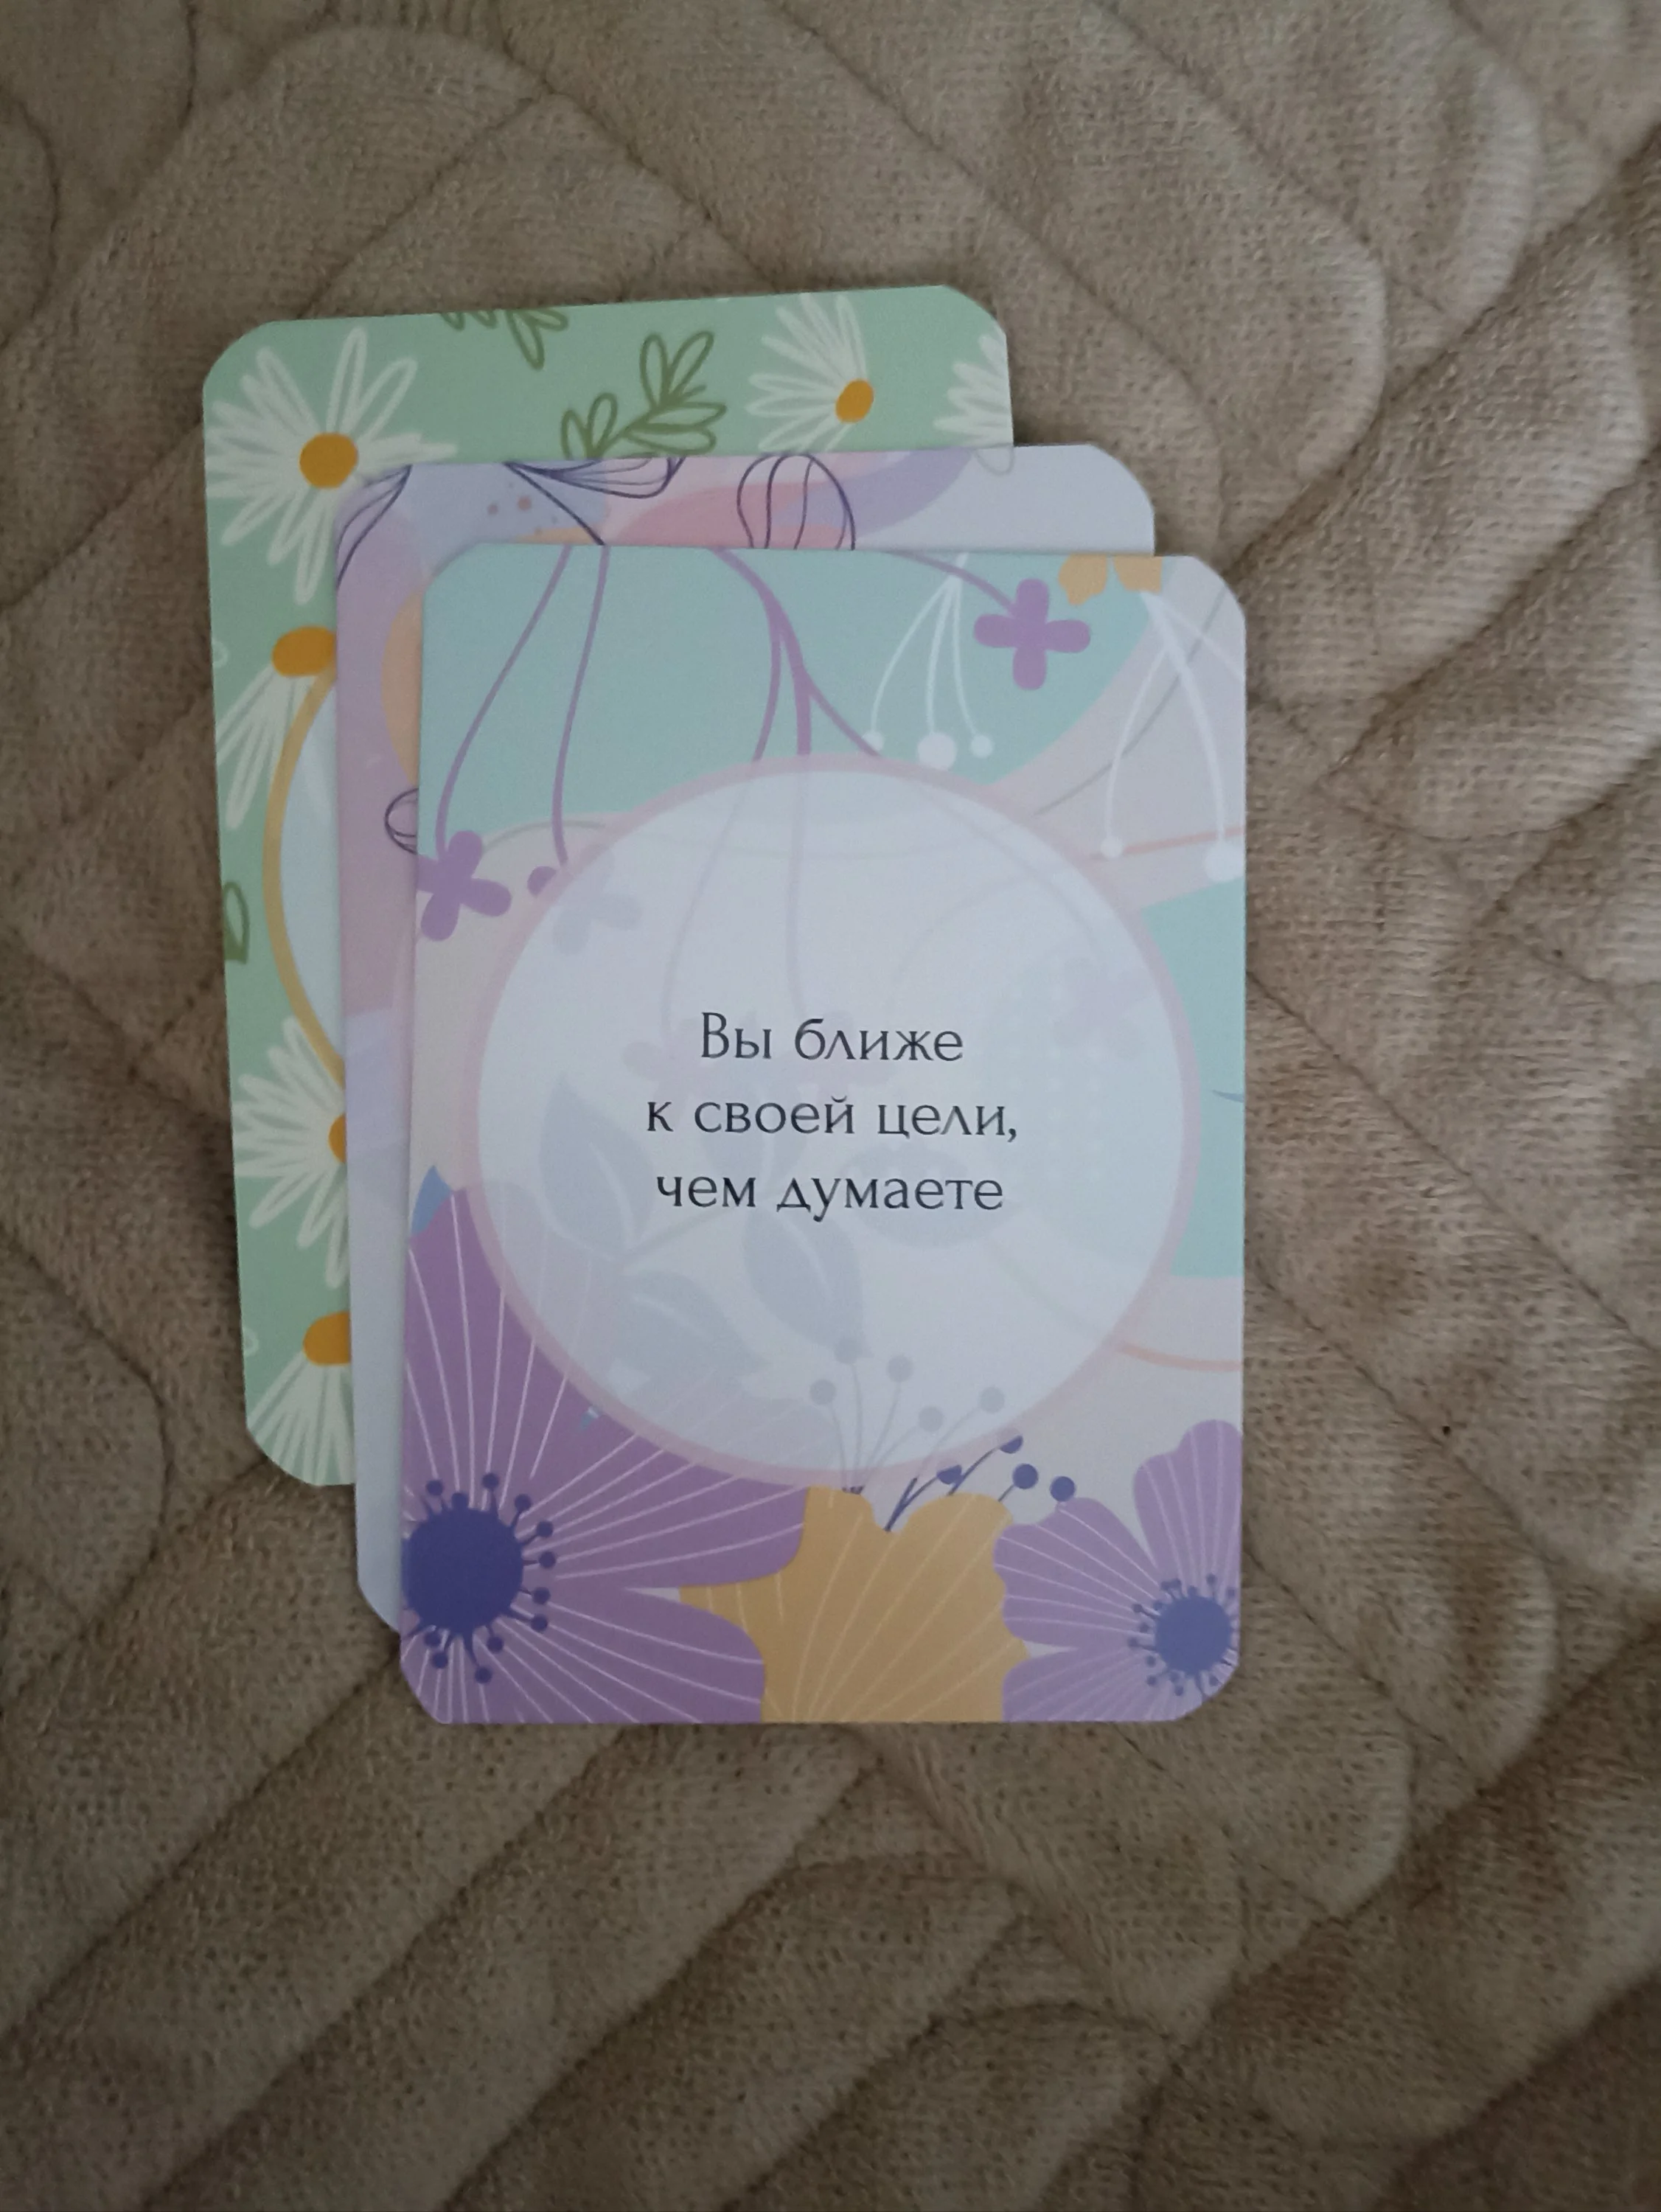 Вы ближе
к своей цели,
чем думаете